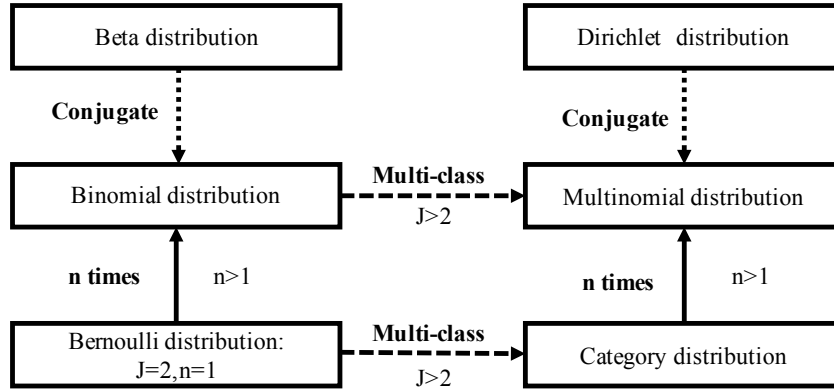 Beta distribution
Dirichlet distribution
Conjugate
Conjugate
Binomial distribution
Multi-class
J>2
Multinomial distribution
n times
n>1
n times
n>1
Bernoulli distribution:
J=2,n=1
Multi-class
J>2
Category distribution